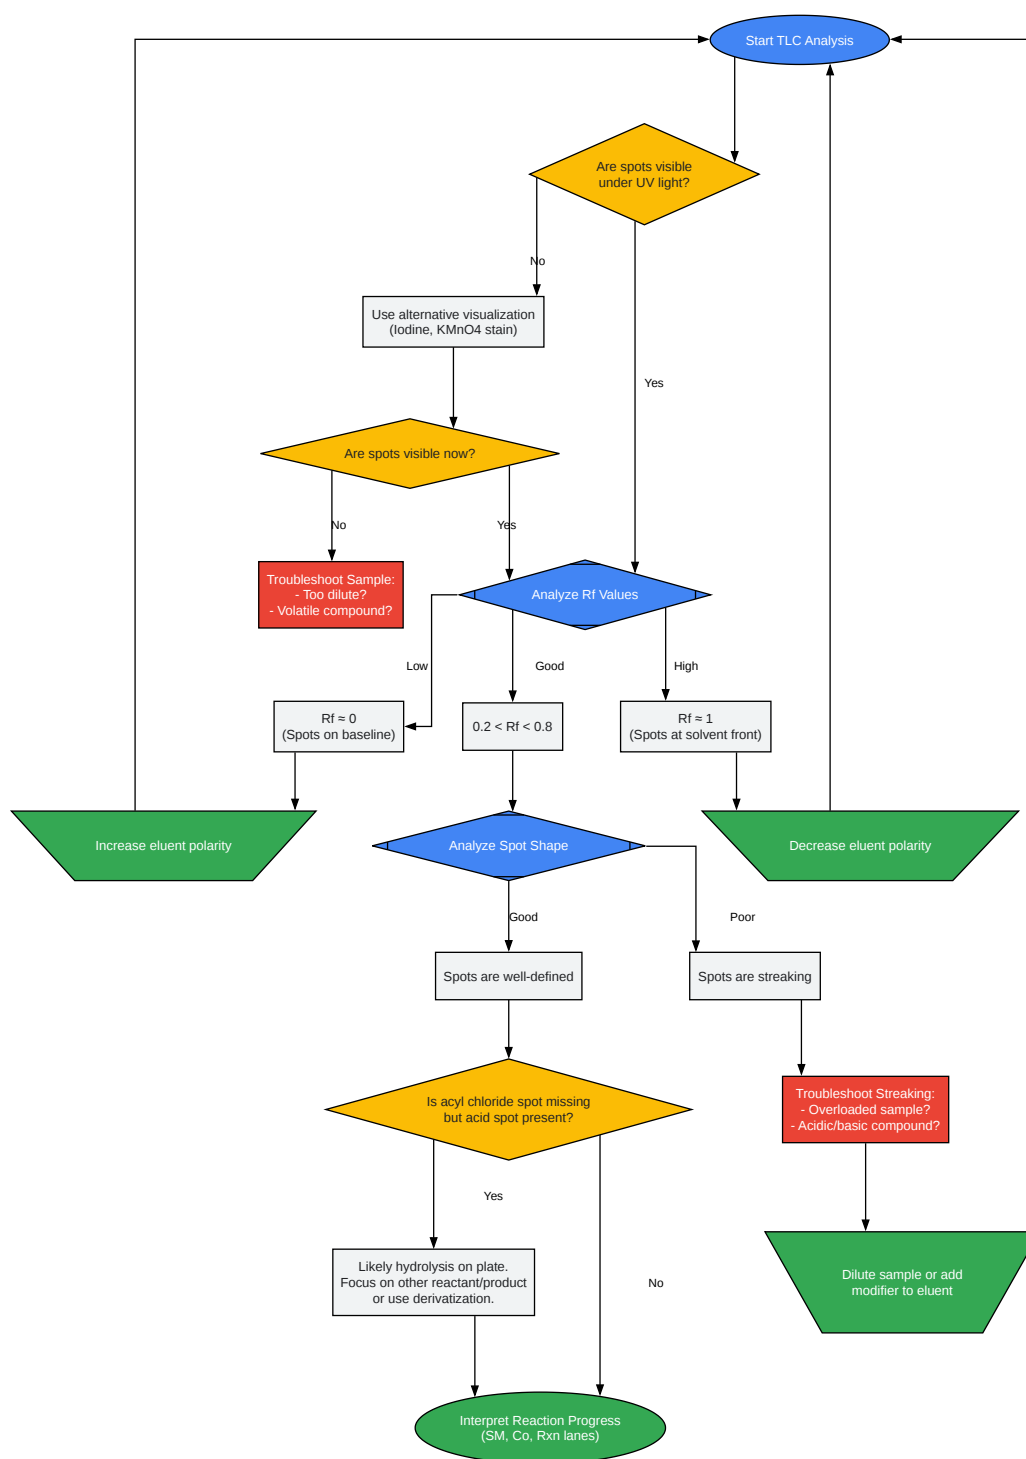 Start TLC Analysis
Are spots visible
under UV light?
No
Use alternative visualization
(Iodine, KMnO4 stain)
Yes
Are spots visible now?
No
Yes
Troubleshoot Sample:
- Too dilute?
- Volatile compound?
Analyze Rf Values
Low
Good
High
Rf ≈ 0
(Spots on baseline)
0.2 < Rf < 0.8
Rf ≈ 1
(Spots at solvent front)
Increase eluent polarity
Analyze Spot Shape
Decrease eluent polarity
Good
Poor
Spots are well-defined
Spots are streaking
Is acyl chloride spot missing
but acid spot present?
Troubleshoot Streaking:
- Overloaded sample?
- Acidic/basic compound?
Yes
Likely hydrolysis on plate.
Focus on other reactant/product
or use derivatization.
No
Dilute sample or add
modifier to eluent
Interpret Reaction Progress
(SM, Co, Rxn lanes)